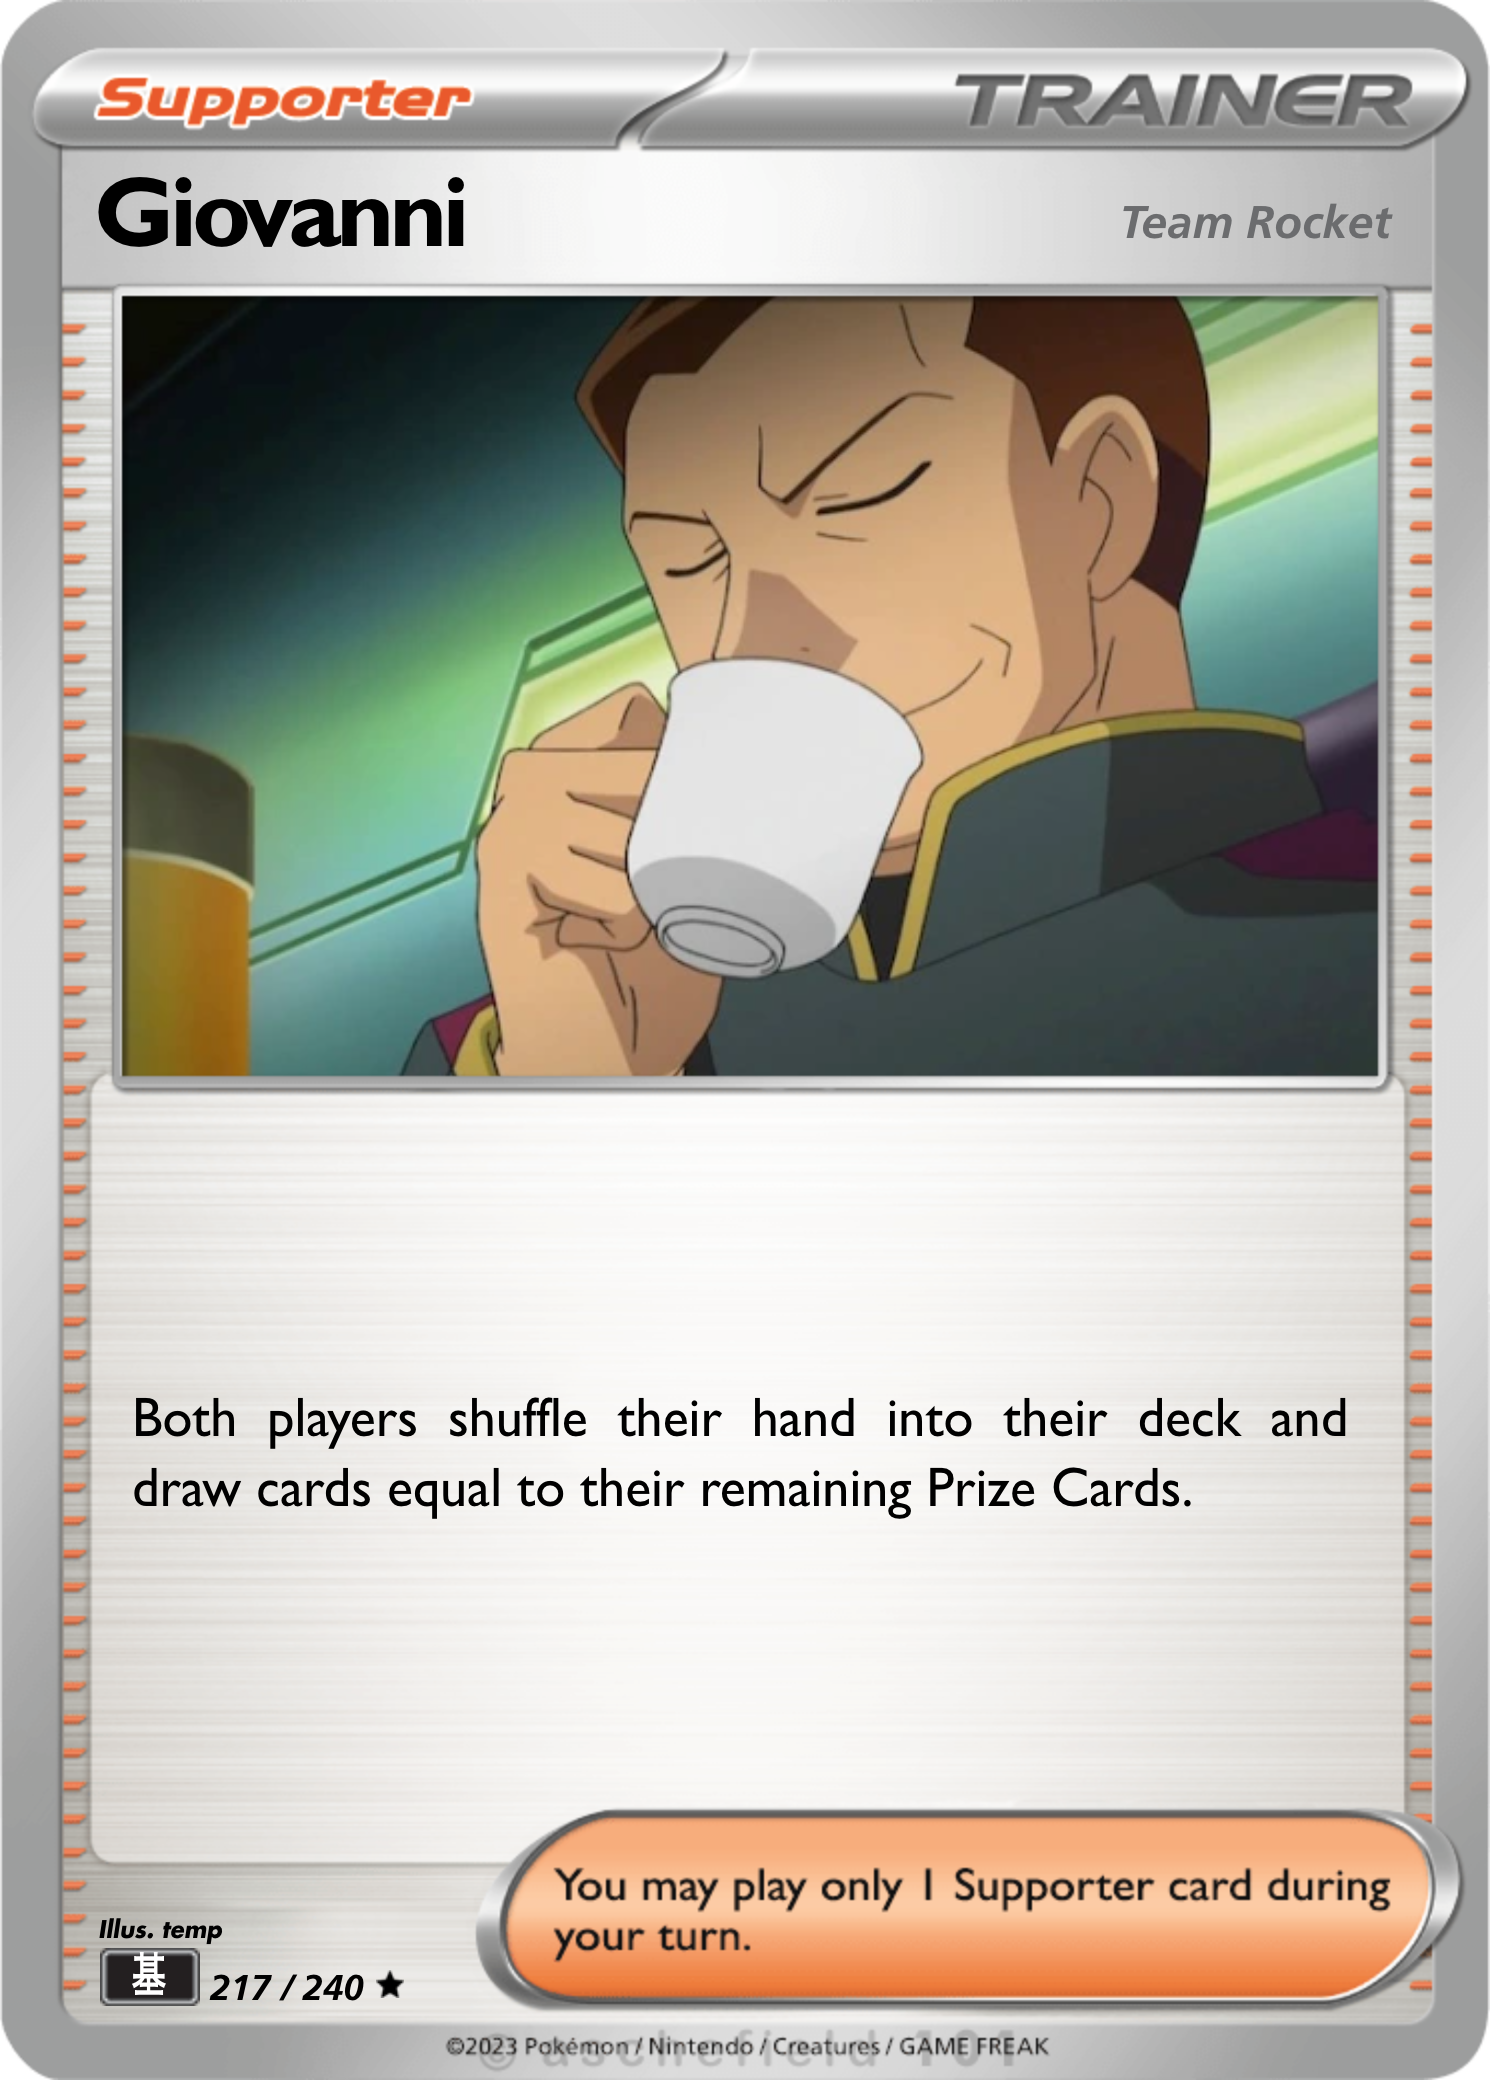 Supporter
TRAINER
Giovanni
Team Rocket
Both players shuffle their hand into their deck and
draw cards equal to their remaining Prize Cards.
You may play only 1 Supporter card during
your turn.
Illus. temp
基 217 / 240 ★
©2023 Pokémon / Nintendo / Creatures / GAME FREAK
© aschefield 101